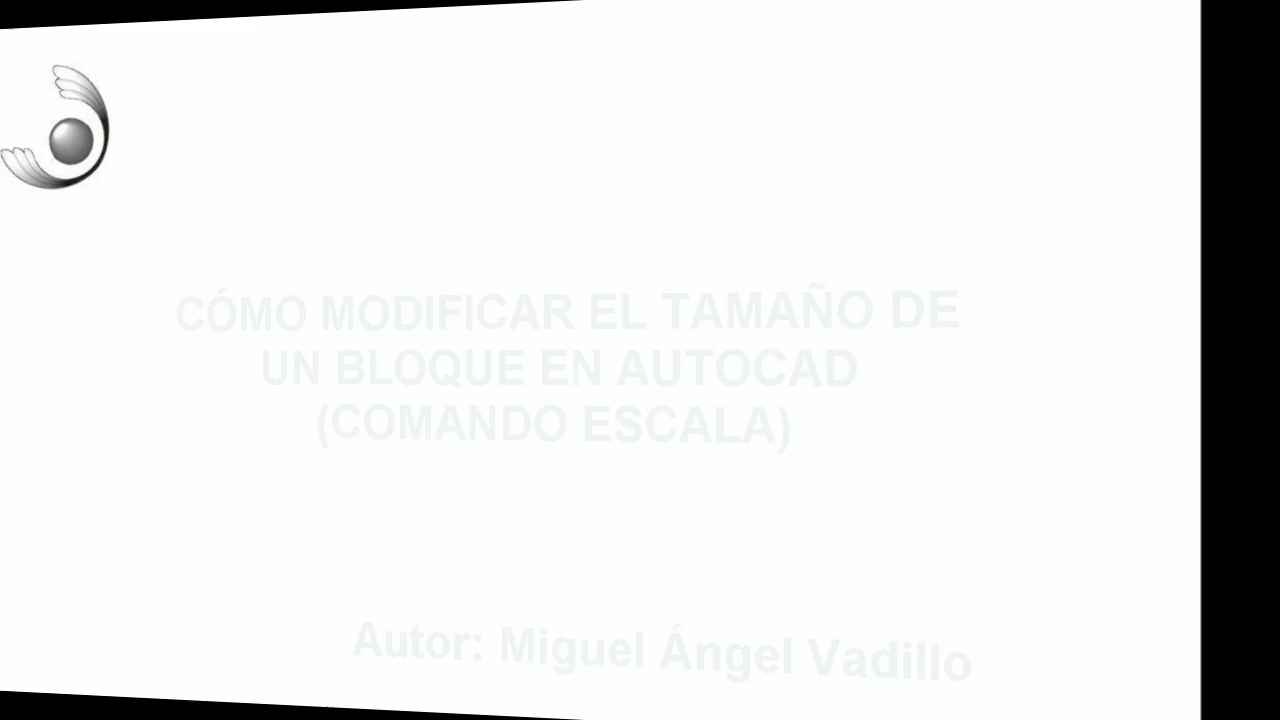 CÓMO MODIFICAR EL TAMAÑO DE
UN BLOQUE EN AUTOCAD
(COMANDO ESCALA)
Autor: Miguel Ángel Vadillo